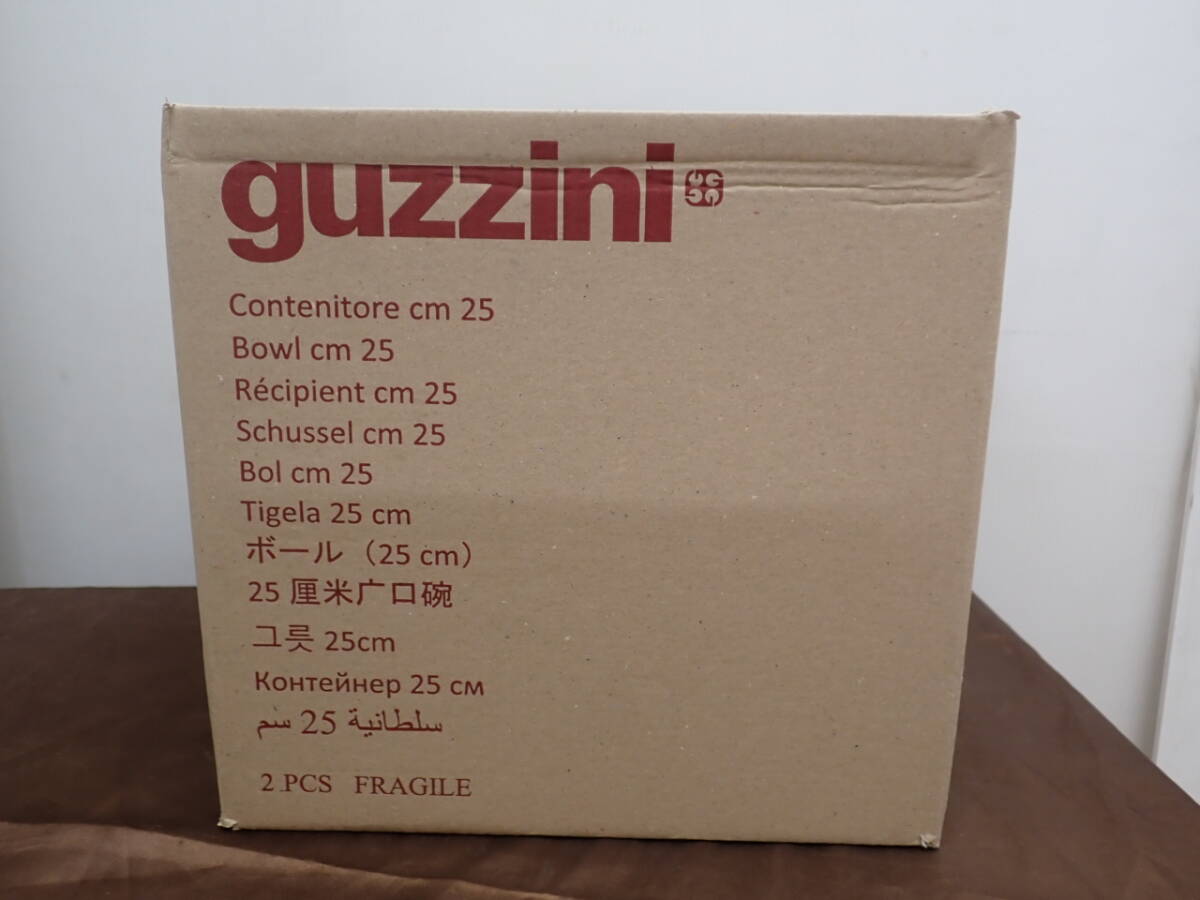 guzzini
Contenitore cm 25
Bowl cm 25
Récipient cm 25
Schussel cm 25
Bol cm 25
Tigela 25 cm
ボール（25 cm）
25 厘米广口碗
그릇 25cm
Контейнер 25 см
سلطانية 25 سم
2 PCS FRAGILE